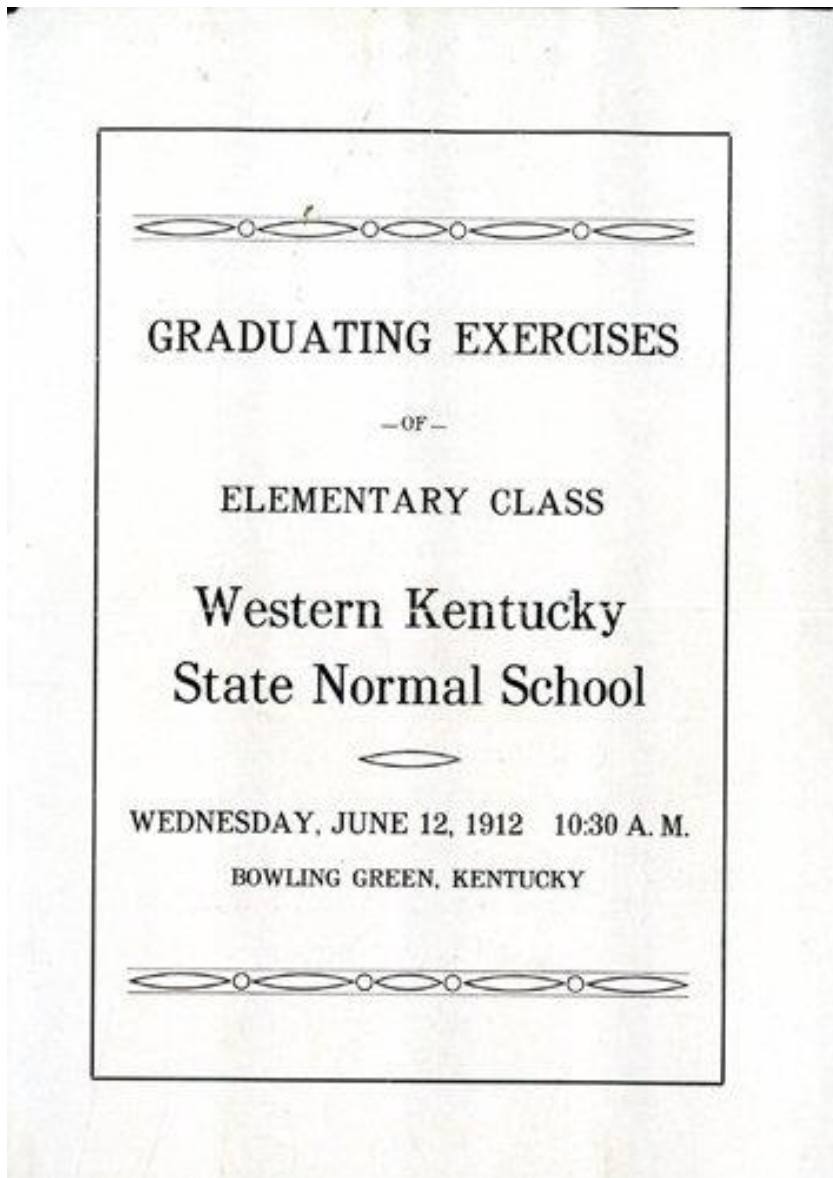 GRADUATING EXERCISES
—OF—
ELEMENTARY CLASS
Western Kentucky
State Normal School
WEDNESDAY, JUNE 12, 1912 10:30 A. M.
BOWLING GREEN, KENTUCKY